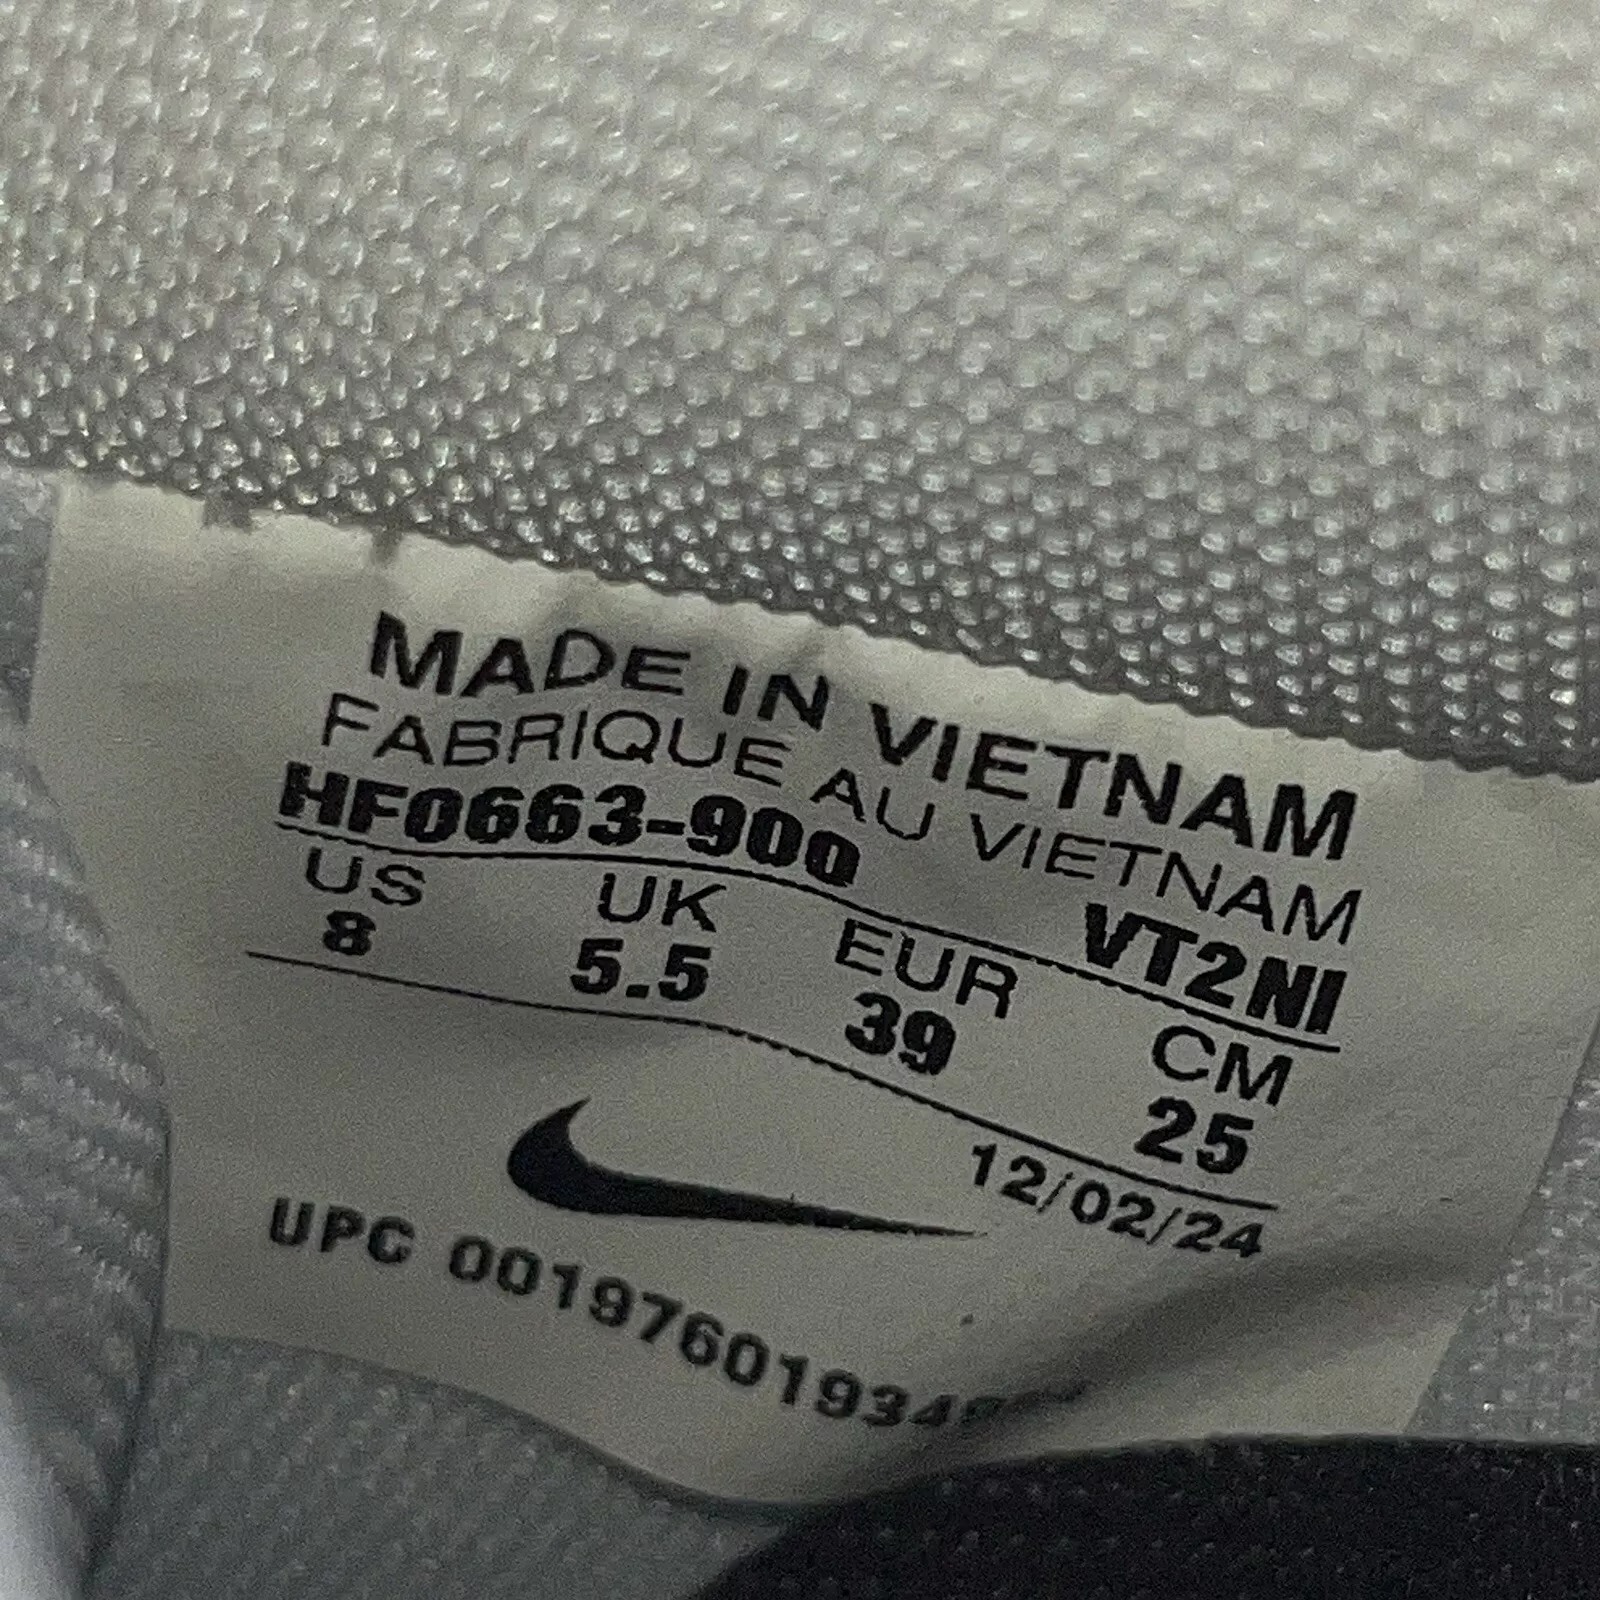 MADE IN VIETNAM
FABRIQUE AU VIETNAM
HF0663-900 VT2NI
US UK EUR CM
8 5.5 39 25
12/02/24
UPC 0019760193